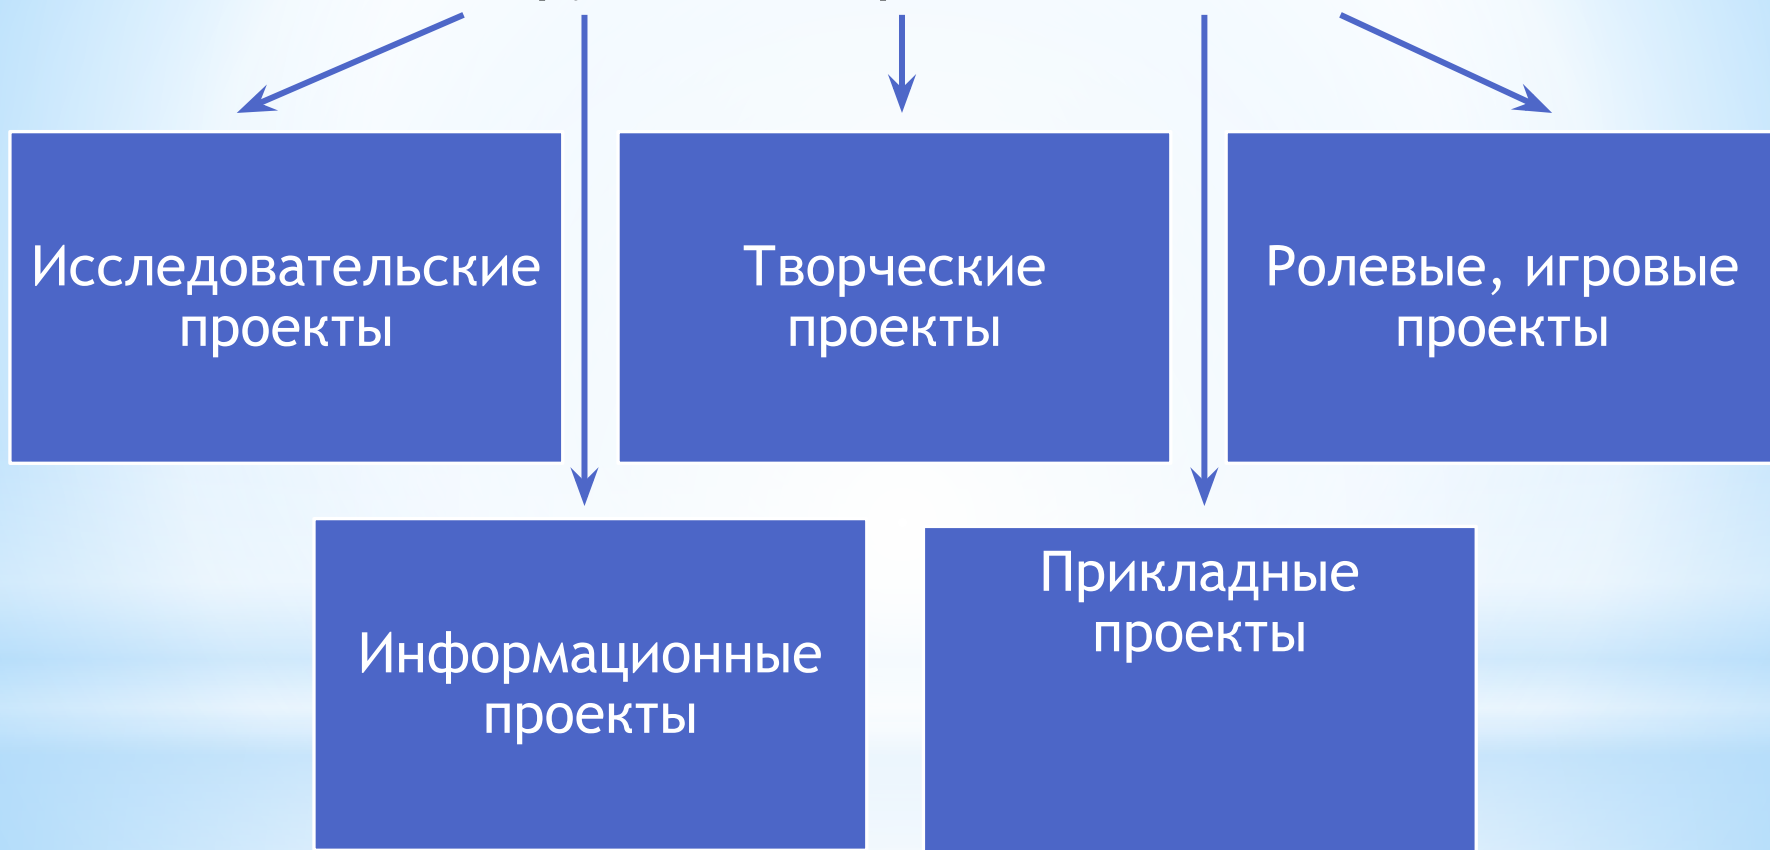 Исследовательские
проекты
Творческие
проекты
Ролевые, игровые
проекты
Информационные
проекты
Прикладные
проекты